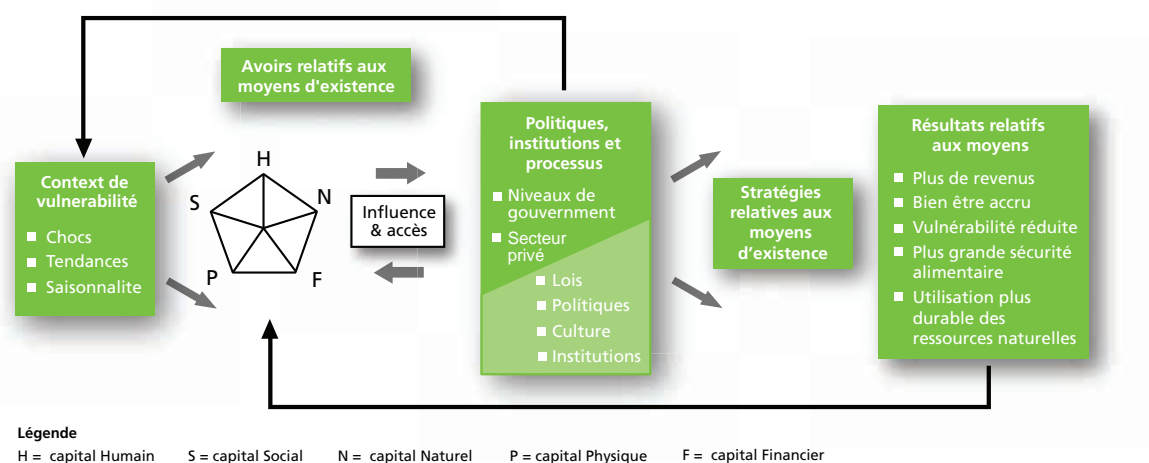 Avoirs relatifs aux
moyens d'existence
Context de
vulnerabilité
Chocs
Tendances
Saisonnalite
H
S
N
P
F
Influence
& accès
Politiques,
institutions et
processus
Niveaux de
gouvernment
Secteur
privé
Lois
Polítiques
Culture
Institutions
Stratégies
relatives aux
moyens
d'existence
Résultats relatifs
aux moyens
Plus de revenus
Bien être accru
Vulnérabilité réduite
Plus grande sécurité
alimentaire
Utilisation plus
durable des
ressources naturelles
Légende
H = capital Humain S = capital Social N = capital Naturel P = capital Physique F = capital Financier